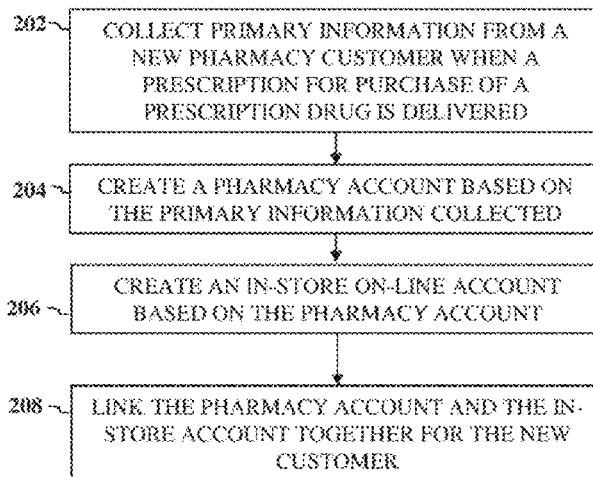 202
COLLECT PRIMARY INFORMATION FROM A
NEW PHARMACY CUSTOMER WHEN A
PRESCRIPTION FOR PURCHASE OF A
PRESCRIPTION DRUG IS DELIVERED
204
CREATE A PHARMACY ACCOUNT BASED ON
THE PRIMARY INFORMATION COLLECTED
206
CREATE AN IN-STORE ON-LINE ACCOUNT
BASED ON THE PHARMACY ACCOUNT
208
LINK THE PHARMACY ACCOUNT AND THE IN-
STORE ACCOUNT TOGETHER FOR THE NEW
CUSTOMER